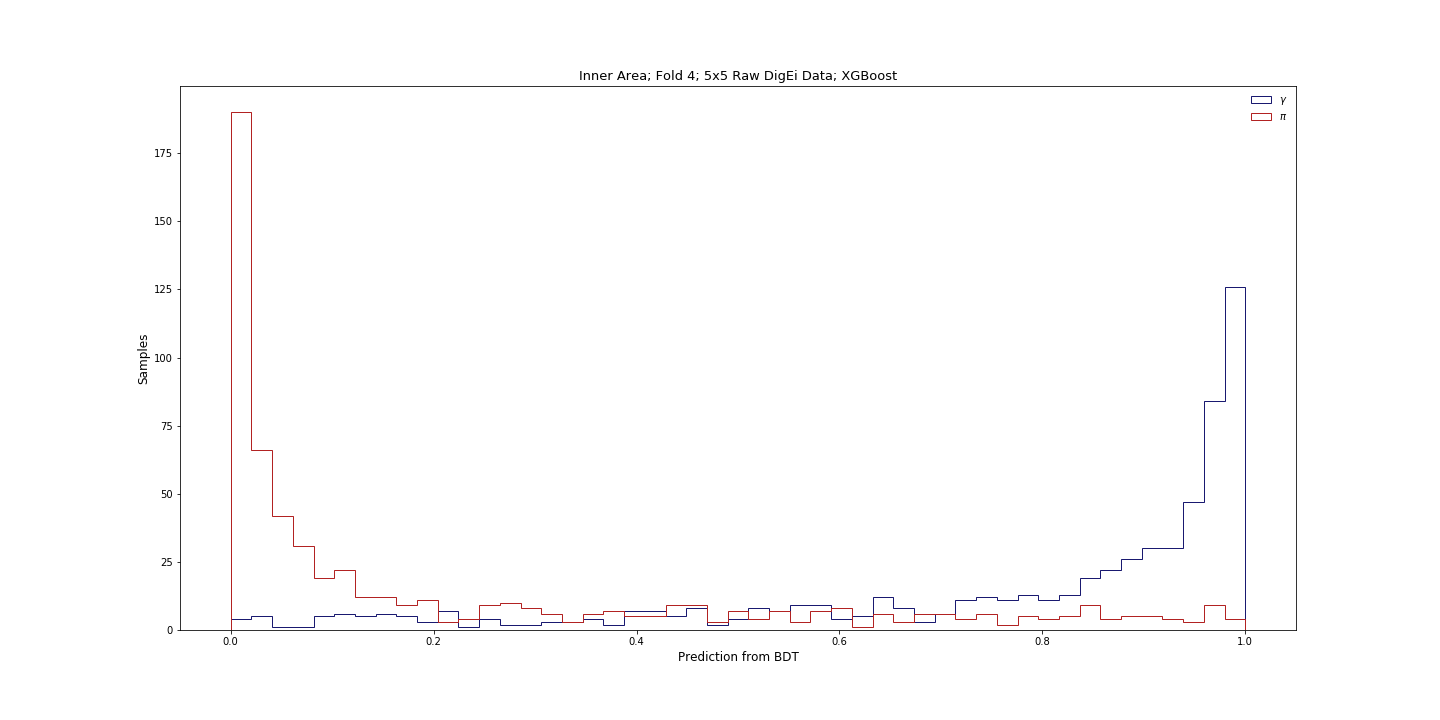 Inner Area; Fold 4; 5x5 Raw DigEi Data; XGBoost
γ
π
175
150
125
100
75
50
25
0
Samples
0.0 0.2 0.4 0.6 0.8 1.0
Prediction from BDT